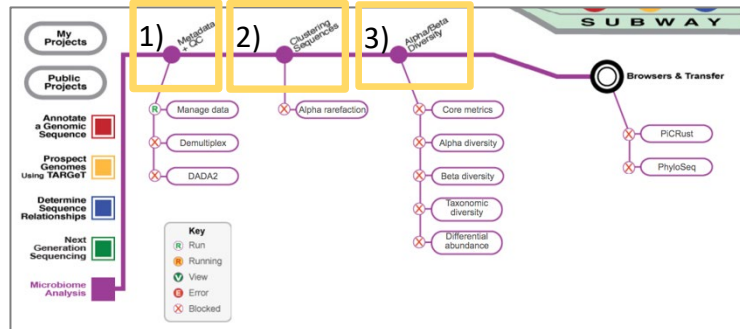 SUBWAY
My
Projects
Public
Projects
Annotate
a Genomic
Sequence
Prospect
Genomes
Using TARGeT
Determine
Sequence
Relationships
Next
Generation
Sequencing
Microbiome
Analysis
1)
Metadata
+ QC
R Manage data
X Demultiplex
X DADA2
2)
Clustering
Sequences
X Alpha rarefaction
3)
Alpha/Beta
Diversity
X Core metrics
X Alpha diversity
X Beta diversity
X Taxonomic
diversity
X Differential
abundance
Browsers & Transfer
X PiCRust
X PhyloSeq
Key
R Run
R Running
V View
E Error
X Blocked